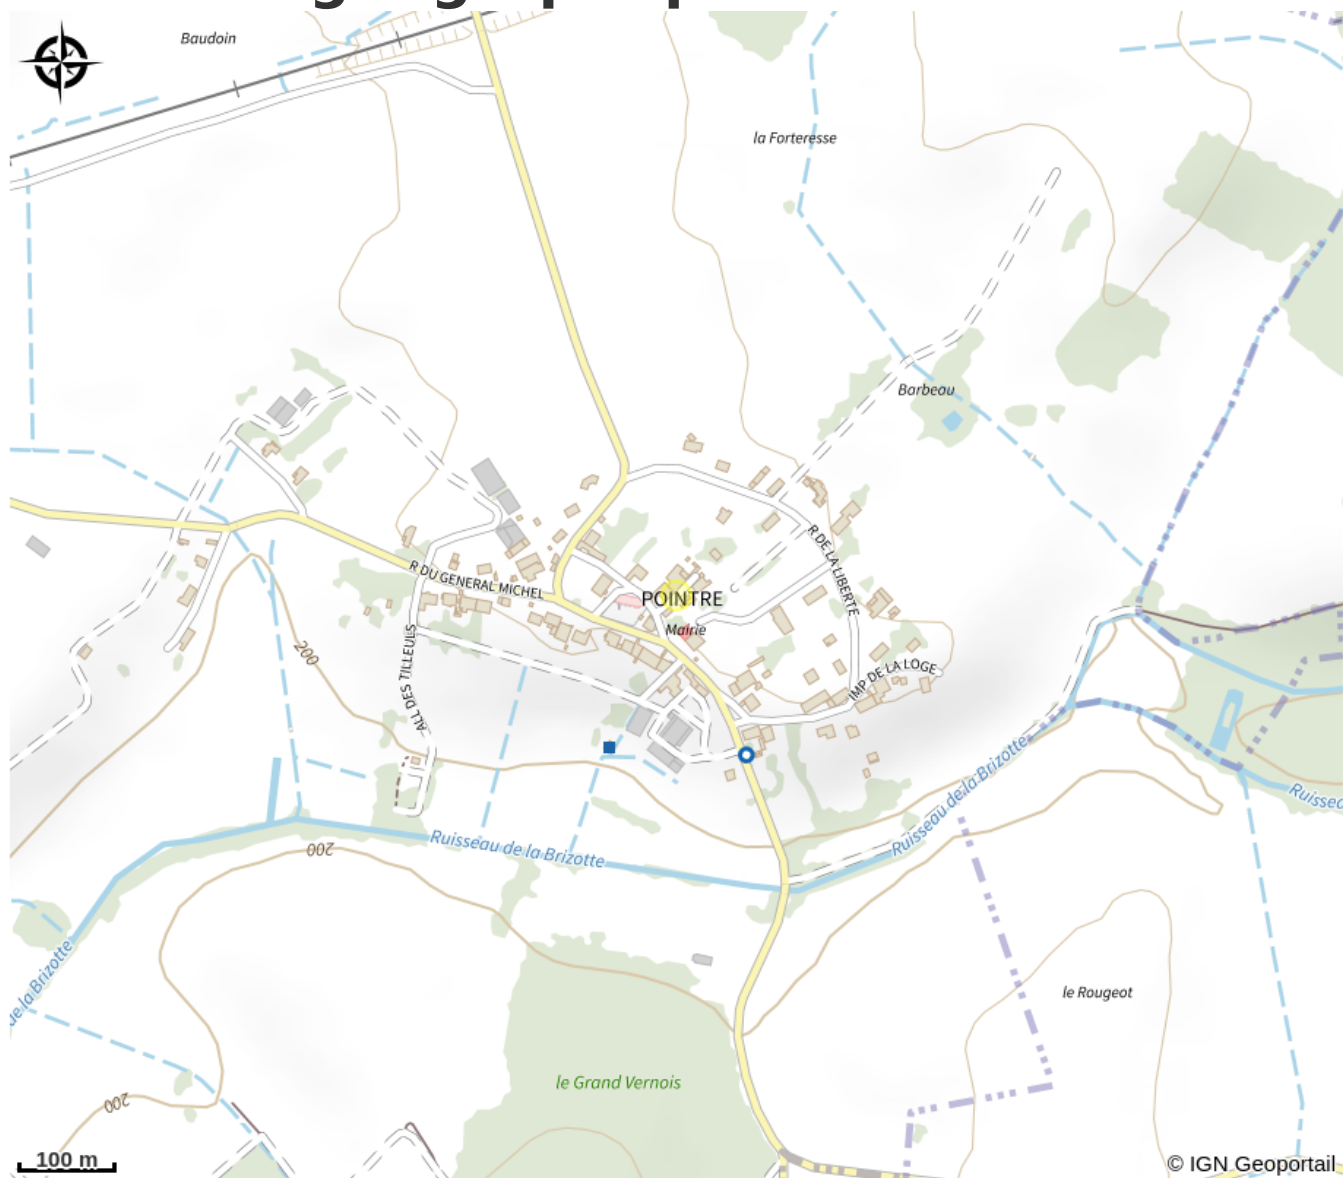 Baudoin
la Forteresse
Barbeau
R DU GENERAL MICHEL
R DE LA LIBERTE
POINTRE
Mairie
ALL DES TILLEULS
IMP DE LA LOGE
200
Ruisseau de la Brizotte
Ruisseau de la Brizotte
Ruissea
200
de la Brizotte
le Rougeot
le Grand Vernois
200
100 m
© IGN Geoportail